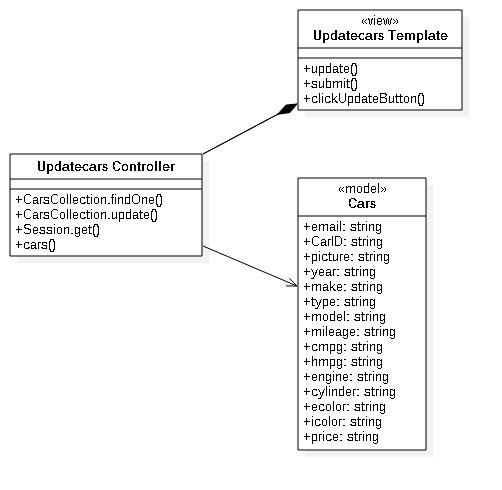 «view»
Updatecars Template
+update()
+submit()
+clickUpdateButton()
Updatecars Controller
+CarsCollection.findOne()
+CarsCollection.update()
+Session.get()
+cars()
«model»
Cars
+email: string
+CarID: string
+picture: string
+year: string
+make: string
+type: string
+model: string
+mileage: string
+cmpg: string
+hmpg: string
+engine: string
+cylinder: string
+ecolor: string
+icolor: string
+price: string